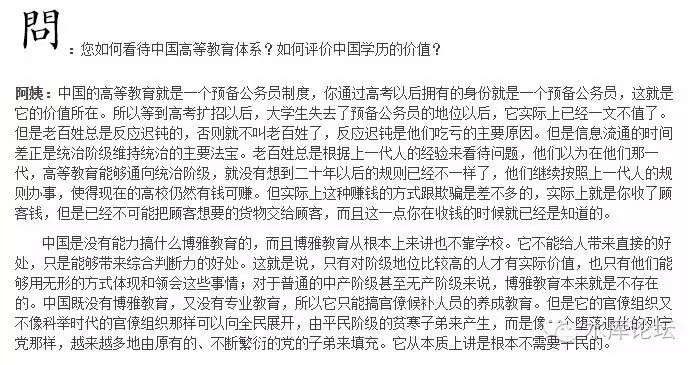 問：您如何看待中国高等教育体系？如何评价中国学历的价值？
阿姨：中国的高等教育就是一个预备公务员制度，你通过高考以后拥有的身份就是一个预备公务员，这就是
它的价值所在。所以等到高考扩招以后，大学生失去了预备公务员的地位以后，它实际上已经一文不值了。
但是老百姓总是反应迟钝的，否则就不叫老百姓了，反应迟钝是他们吃亏的主要原因。但是信息流通的时间
差正是统治阶级维持统治的主要法宝。老百姓总是根据上一代人的经验来看待问题，他们以为在他们那一
代，高等教育能够通向统治阶级，就没有想到二十年以后的规则已经不一样了，他们继续按照上一代人的规
则办事，使得现在的高校仍然有钱可赚。但实际上这种赚钱的方式跟欺骗是差不多的，实际上就是你收了顾
客钱，但是已经不可能把顾客想要的货物交给顾客，而且这一点你在收钱的时候就已经是知道的。
中国是没有能力搞什么博雅教育的，而且博雅教育从根本上来讲也不靠学校。它不能给人带来直接的好
处，只是能够带来综合判断力的好处。这就是说，只有对阶级地位比较高的人才有实际价值，也只有他们能
够用无形的方式体现和领会这些事情；对于普通的中产阶级甚至无产阶级来说，博雅教育本来就是不存在
的。中国既没有博雅教育，又没有专业教育，所以它只能搞官僚候补人员的养成教育。但是它的官僚组织又
不像科举时代的官僚组织那样可以向全民展开，由平民阶级的贫寒子弟来产生，而是像一个堕落退化的列宁
党那样，越来越多地由原有的、不断繁衍的党的子弟来填充。它从本质上讲是根本不需要平民的。
水库论坛